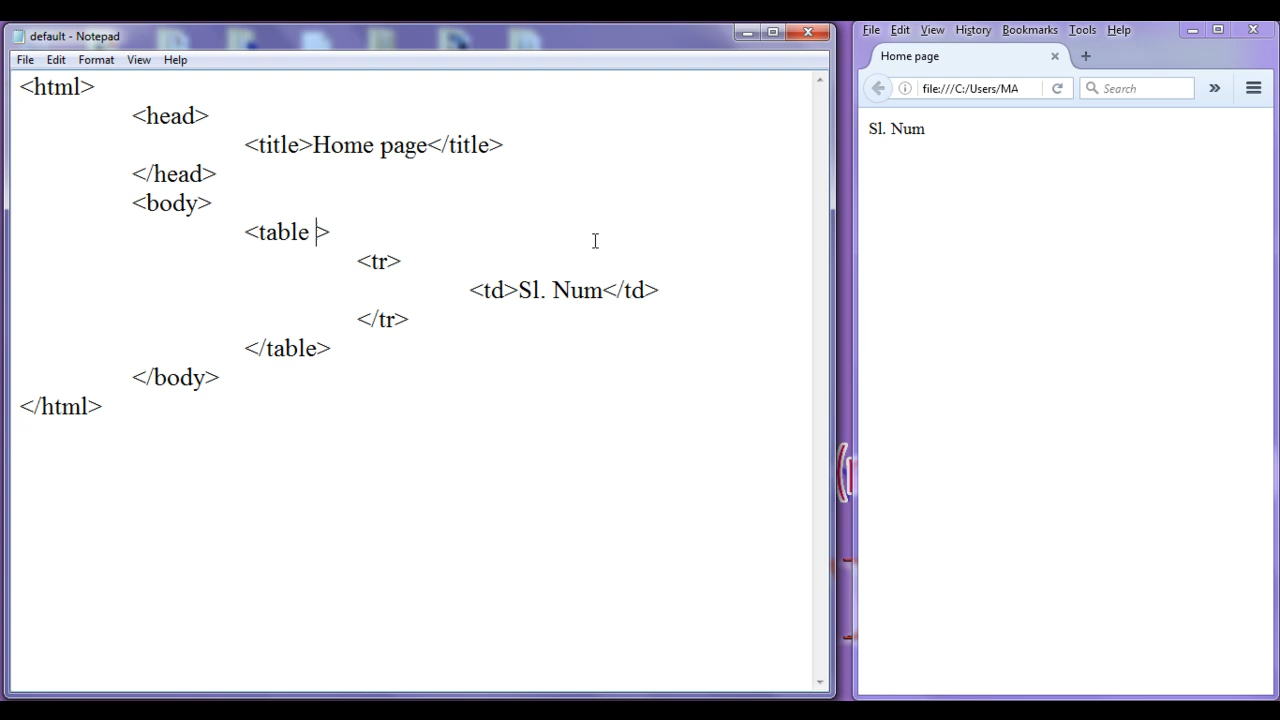 default - Notepad
File Edit Format View Help
<html>
<head>
<title>Home page</title>
</head>
<body>
<table >
<tr>
<td>Sl. Num</td>
</tr>
</table>
</body>
</html>
File Edit View History Bookmarks Tools Help
Home page
file:///C:/Users/MA
Search
Sl. Num